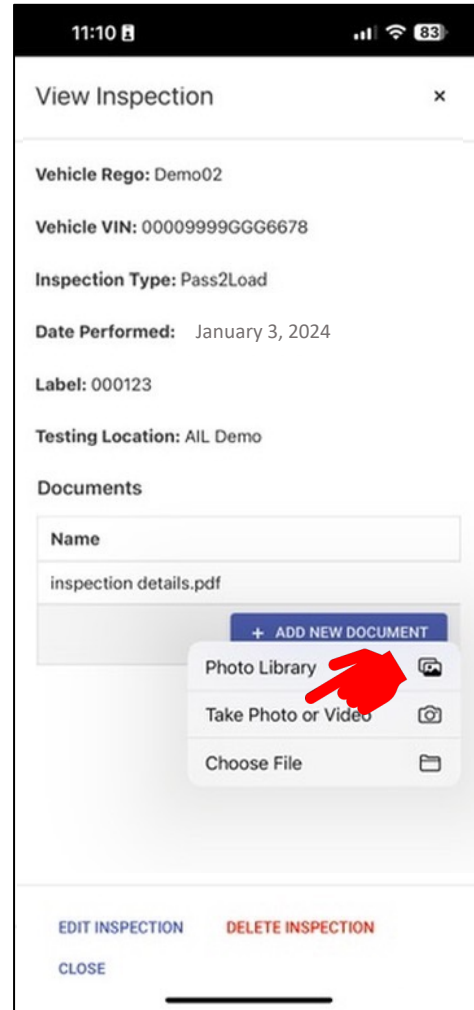 11:10 83
View Inspection ×
Vehicle Rego: Demo02
Vehicle VIN: 00009999GGG6678
Inspection Type: Pass2Load
Date Performed: January 3, 2024
Label: 000123
Testing Location: AIL Demo
Documents
Name
inspection details.pdf
+ ADD NEW DOCUMENT
Photo Library
Take Photo or Video
Choose File
EDIT INSPECTION DELETE INSPECTION
CLOSE